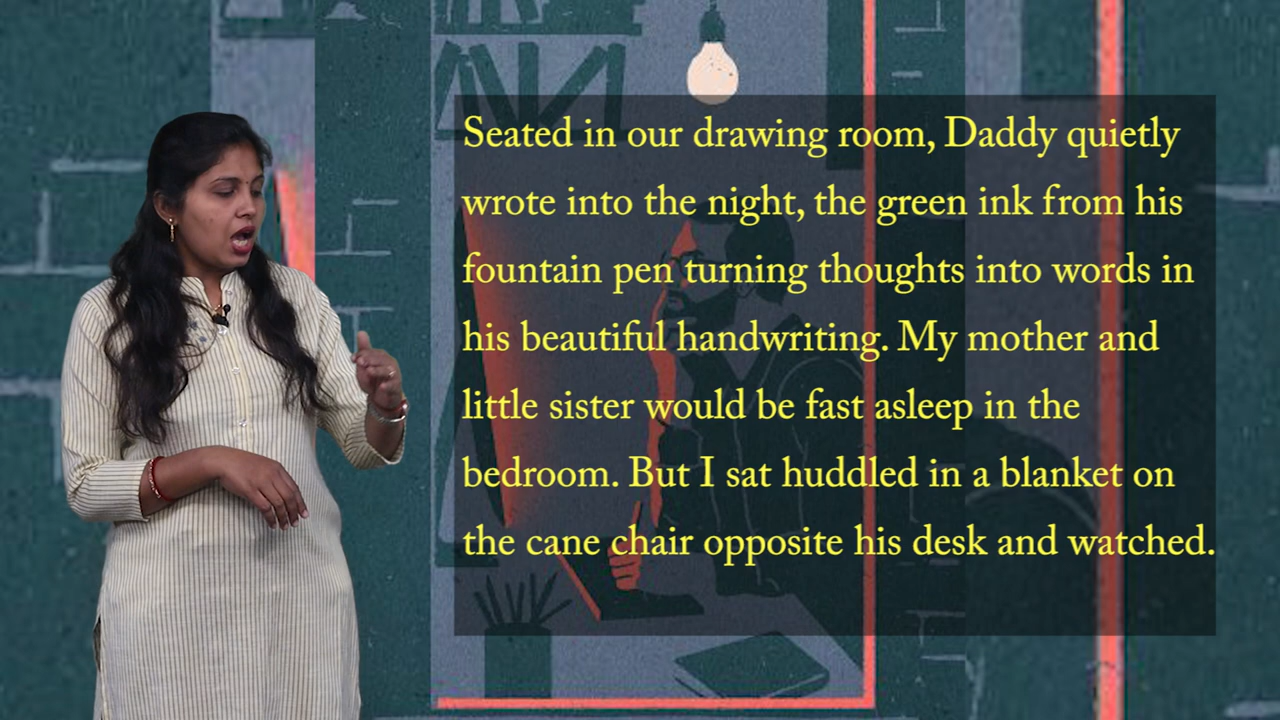 Seated in our drawing room, Daddy quietly
wrote into the night, the green ink from his
fountain pen turning thoughts into words in
his beautiful handwriting. My mother and
little sister would be fast asleep in the
bedroom. But I sat huddled in a blanket on
the cane chair opposite his desk and watched.